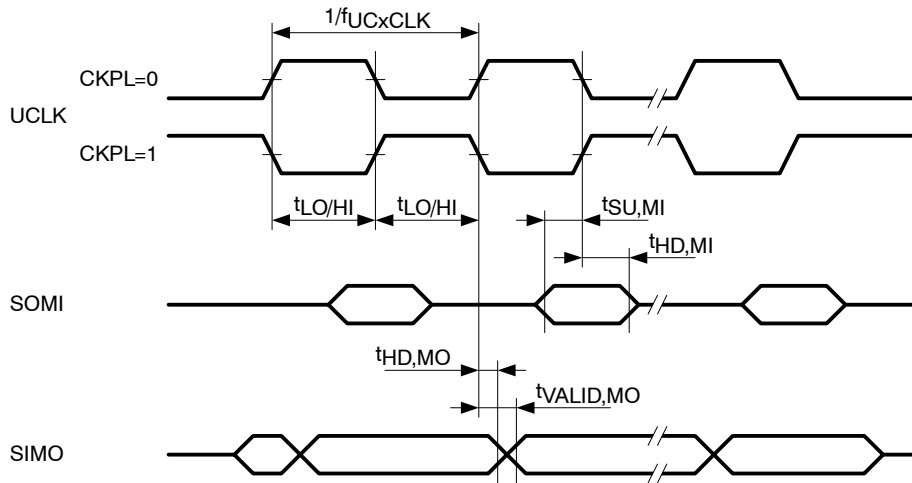 1/fUCxCLK
CKPL=0
UCLK
CKPL=1
tLO/HI tLO/HI tSU,MI
tHD,MI
SOMI
tHD,MO
tVALID,MO
SIMO